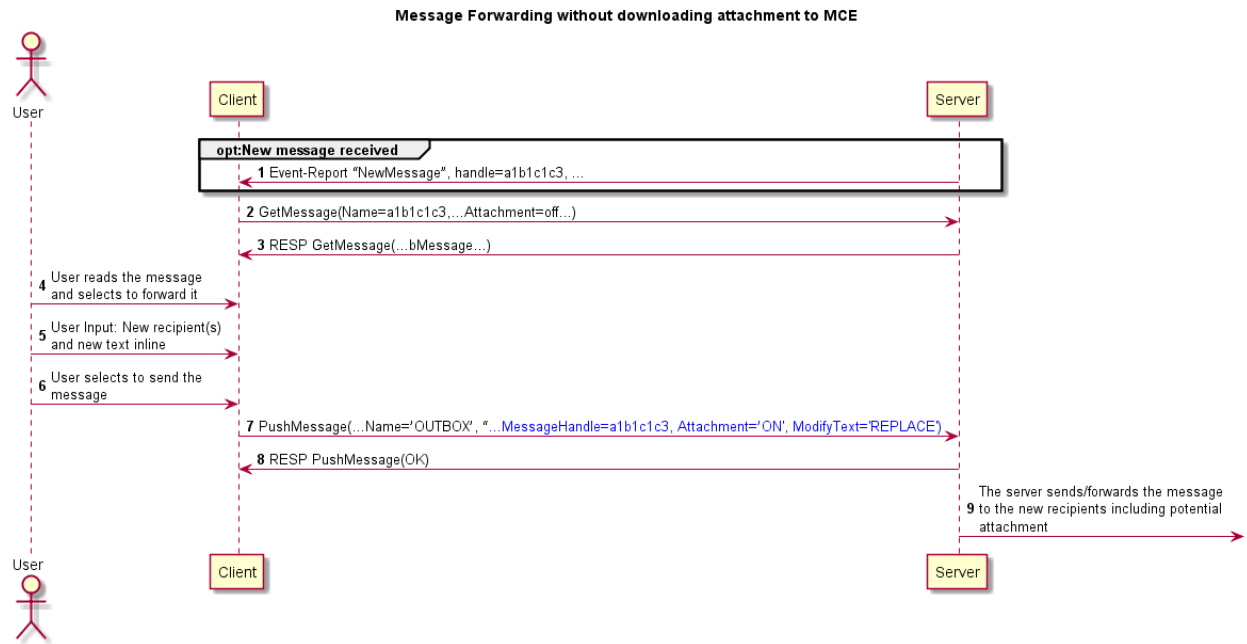 Message Forwarding without downloading attachment to MCE
User
Client
Server
opt:New message received
1 Event-Report “NewMessage”, handle=a1b1c1c3, ...
2 GetMessage(Name=a1b1c1c3,...Attachment=off...)
3 RESP GetMessage(...bMessage...)
4 User reads the message
and selects to forward it
5 User Input: New recipient(s)
and new text inline
6 User selects to send the
message
7 PushMessage(...Name=’OUTBOX’, “...MessageHandle=a1b1c1c3, Attachment=’ON’, ModifyText=’REPLACE’)
8 RESP PushMessage(OK)
The server sends/forwards the message
9 to the new recipients including potential
attachment
User
Client
Server